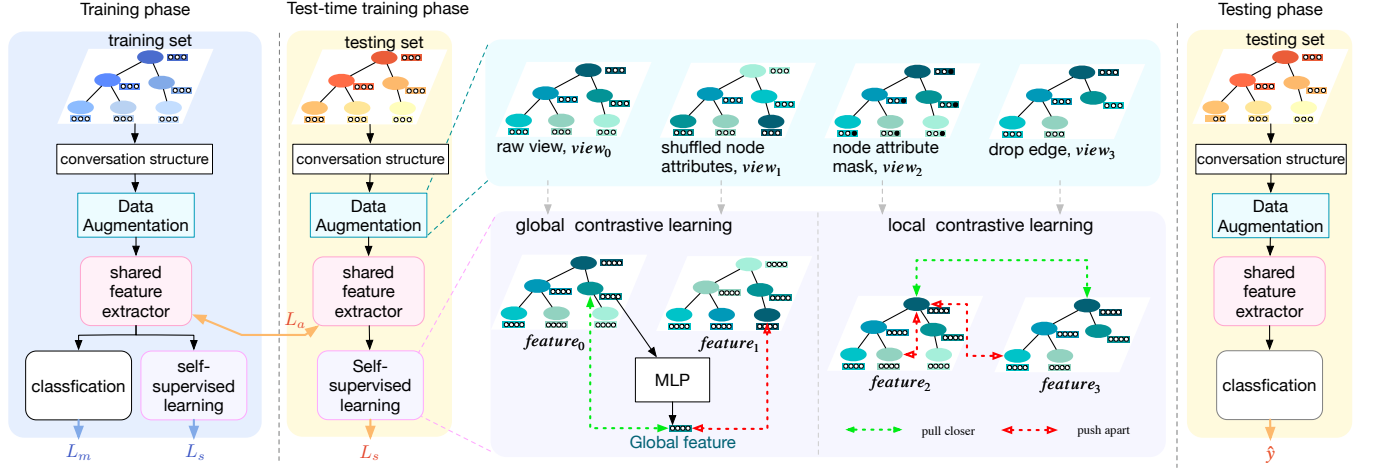 Training phase
training set
conversation structure
Data
Augmentation
shared
feature
extractor
classfication
self-
supervised
learning
L_m
L_s
L_a
Test-time training phase
testing set
conversation structure
Data
Augmentation
shared
feature
extractor
Self-
supervised
learning
L_s
raw view, view_0
shuffled node
attributes, view_1
node attribute
mask, view_2
drop edge, view_3
global contrastive learning
feature_0
feature_1
MLP
Global feature
local contrastive learning
feature_2
feature_3
pull closer
push apart
Testing phase
testing set
conversation structure
Data
Augmentation
shared
feature
extractor
classfication
ŷ